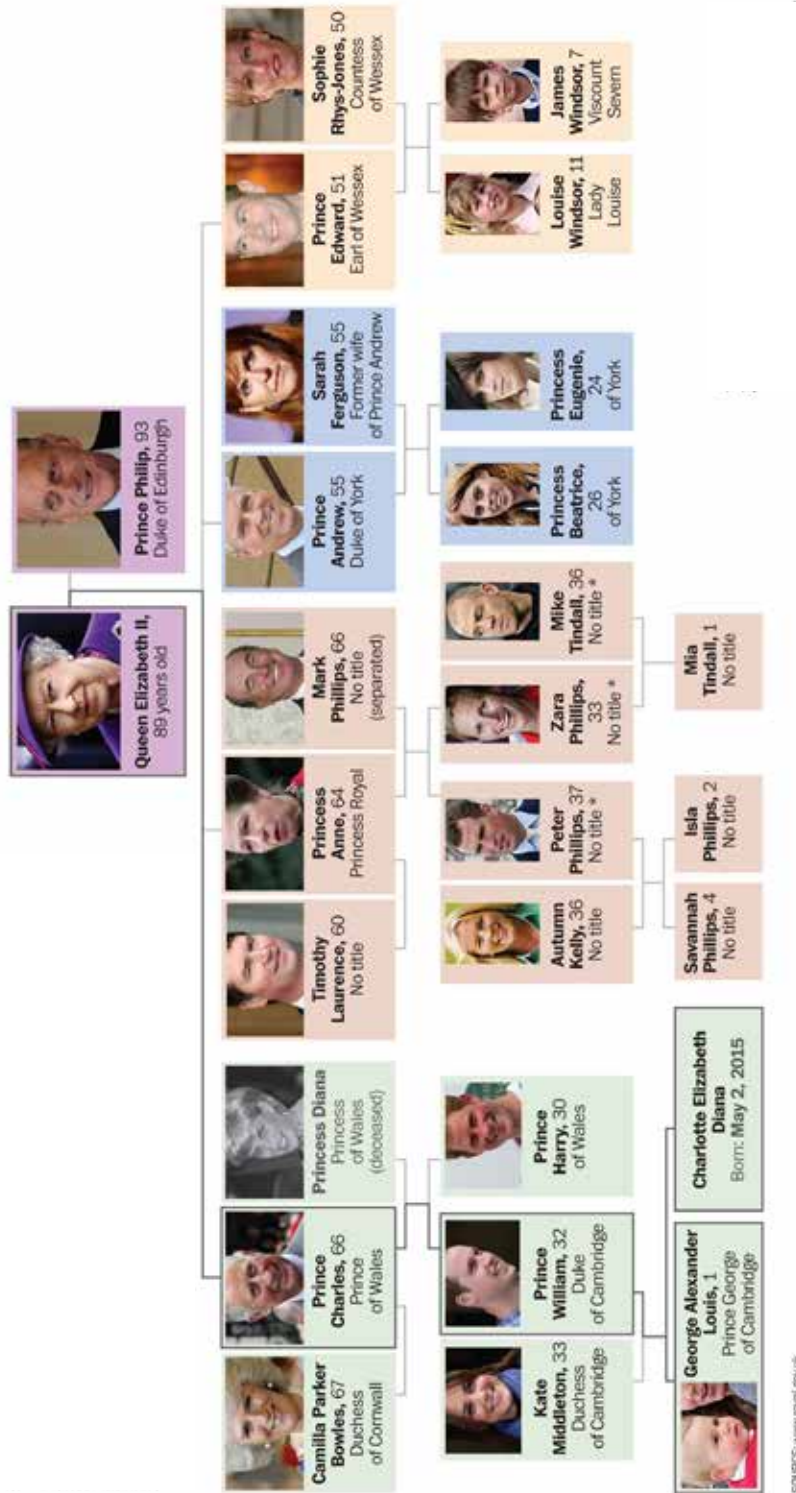 Queen Elizabeth II,
89 years old
Prince Philip, 93
Duke of Edinburgh
Camilla Parker
Bowles, 67
Duchess
of Cornwall
Prince
Charles, 66
Prince
of Wales
Princess Diana
Princess
of Wales
(deceased)
Timothy
Laurence, 60
No title
Princess
Anne, 64
Princess Royal
Mark
Phillips, 66
No title
(separated)
Prince
Andrew, 55
Duke of York
Sarah
Ferguson, 55
Former wife
of Prince Andrew
Prince
Edward, 51
Earl of Wessex
Sophie
Rhys-Jones, 50
Countess
of Wessex
Kate
Middleton, 33
Duchess
of Cambridge
Prince
William, 32
Duke
of Cambridge
Prince
Harry, 30
of Wales
Autumn
Kelly, 36
No title
Peter
Phillips, 37
No title *
Zara
Phillips,
33
No title *
Mike
Tindall, 36
No title *
Princess
Beatrice,
26
of York
Princess
Eugenie,
24
of York
Louise
Windsor, 11
Lady
Louise
James
Windsor, 7
Viscount
Severn
George Alexander
Louis, 1
Prince George
of Cambridge
Charlotte Elizabeth
Diana
Born: May 2, 2015
Savannah
Phillips, 4
No title
Isla
Phillips, 2
No title
Mia
Tindall, 1
No title
SOURCE: